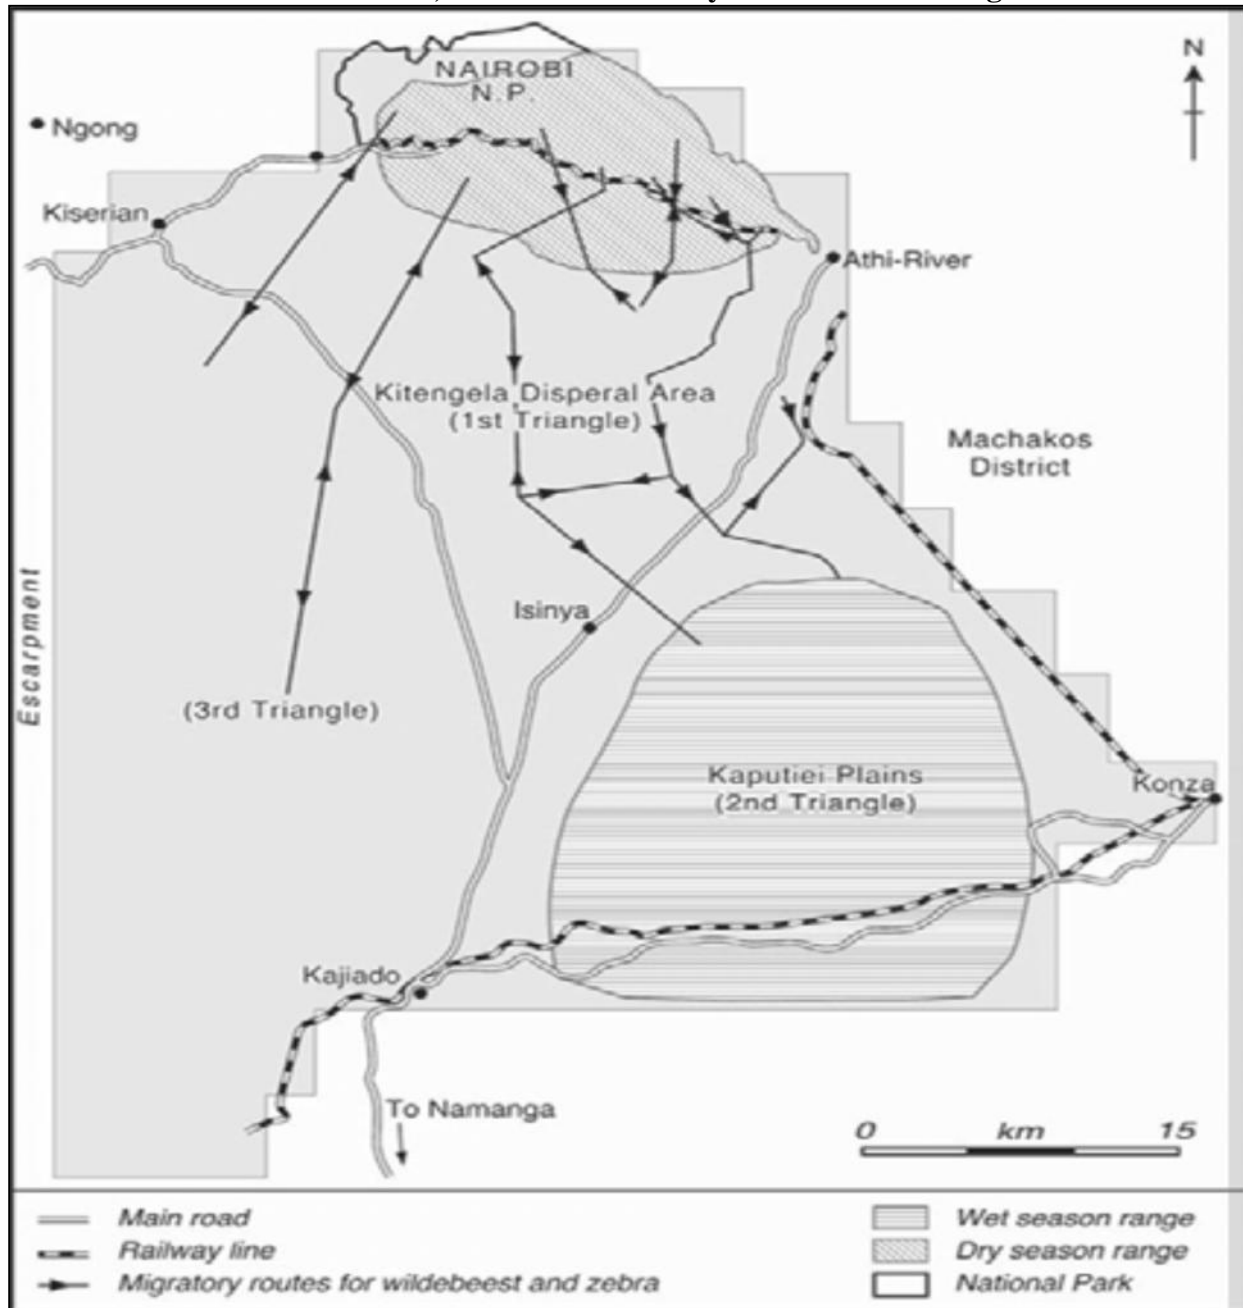 N
NAIROBI
N.P.
Ngong
Kiserian
Athi-River
Kitengela Disperal Area
(1st Triangle)
Machakos
District
Escarpment
Isinya
(3rd Triangle)
Kaputiei Plains
(2nd Triangle)
Konza
Kajiado
To Namanga
0 km 15
Main road
Railway line
Migratory routes for wildebeest and zebra
Wet season range
Dry season range
National Park